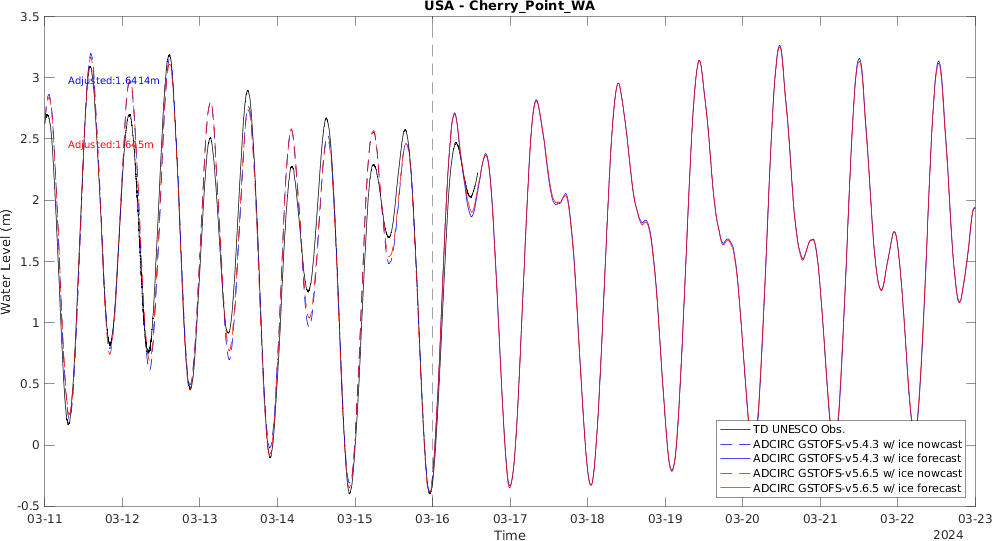 USA - Cherry_Point_WA
3.5
3
2.5
2
1.5
1
0.5
0
-0.5
Water Level (m)
Adjusted:1.6414m
03-11
03-12
03-13
03-14
03-15
03-16
03-17
03-18
03-19
03-20
03-21
03-22
03-23
2024
Time
TD UNESCO Obs.
ADCIRC GSTOFS-v5.4.3 w/ ice nowcast
ADCIRC GSTOFS-v5.4.3 w/ ice forecast
ADCIRC GSTOFS-v5.6.5 w/ ice nowcast
ADCIRC GSTOFS-v5.6.5 w/ ice forecast